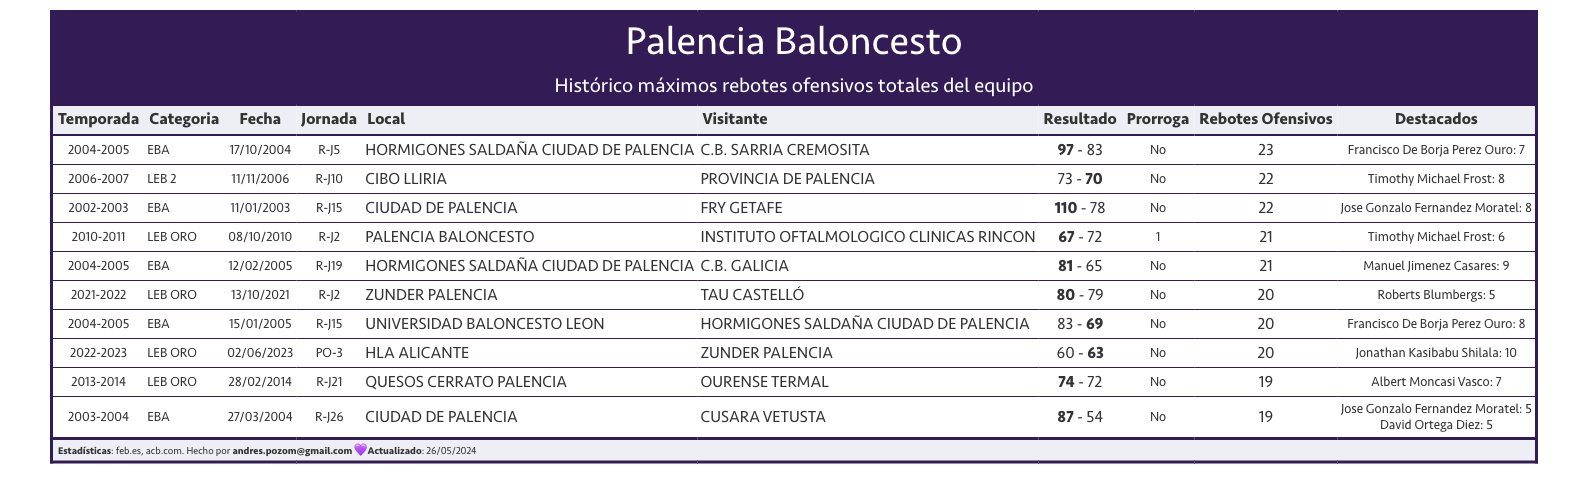 Palencia Baloncesto
Histórico máximos rebotes ofensivos totales del equipo
Temporada Categoria Fecha Jornada Local Visitante Resultado Prorroga Rebotes Ofensivos Destacados
2004-2005 EBA 17/10/2004 R-J5 HORMIGONES SALDAÑA CIUDAD DE PALENCIA C.B. SARRIA CREMOSITA 97 - 83 No 23 Francisco De Borja Perez Ouro: 7
2006-2007 LEB 2 11/11/2006 R-J10 CIBO LLIRIA PROVINCIA DE PALENCIA 73 - 70 No 22 Timothy Michael Frost: 8
2002-2003 EBA 11/01/2003 R-J15 CIUDAD DE PALENCIA FRY GETAFE 110 - 78 No 22 Jose Gonzalo Fernandez Moratel: 8
2010-2011 LEB ORO 08/10/2010 R-J2 PALENCIA BALONCESTO INSTITUTO OFTALMOLOGICO CLINICAS RINCON 67 - 72 1 21 Timothy Michael Frost: 6
2004-2005 EBA 12/02/2005 R-J19 HORMIGONES SALDAÑA CIUDAD DE PALENCIA C.B. GALICIA 81 - 65 No 21 Manuel Jimenez Casares: 9
2021-2022 LEB ORO 13/10/2021 R-J2 ZUNDER PALENCIA TAU CASTELLÓ 80 - 79 No 20 Roberts Blumbergs: 5
2004-2005 EBA 15/01/2005 R-J15 UNIVERSIDAD BALONCESTO LEON HORMIGONES SALDAÑA CIUDAD DE PALENCIA 83 - 69 No 20 Francisco De Borja Perez Ouro: 8
2022-2023 LEB ORO 02/06/2023 PO-3 HLA ALICANTE ZUNDER PALENCIA 60 - 63 No 20 Jonathan Kasibabu Shilala: 10
2013-2014 LEB ORO 28/02/2014 R-J21 QUESOS CERRATO PALENCIA OURENSE TERMAL 74 - 72 No 19 Albert Moncasi Vasco: 7
2003-2004 EBA 27/03/2004 R-J26 CIUDAD DE PALENCIA CUSARA VETUSTA 87 - 54 No 19 Jose Gonzalo Fernandez Moratel: 5
David Ortega Diez: 5
Estadísticas: feb.es, acb.com. Hecho por andres.pozom@gmail.com 💜Actualizado: 26/05/2024